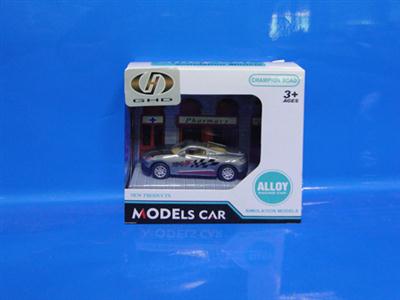 GHD
CHAMPION ROAD
3+
AGES
Pharmacy
ALLOY
NEW PRODUCTS
MODELS CAR
SIMULATION MODELS